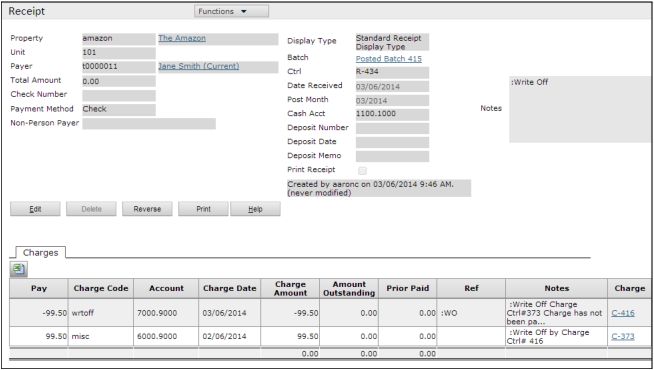 Receipt
Functions
Property amazon The Amazon
Unit 101
Payer t0000011 Jane Smith (Current)
Total Amount 0.00
Check Number
Payment Method Check
Non-Person Payer
Display Type Standard Receipt
Display Type
Batch Posted Batch 415
Ctrl R-434
Date Received 03/06/2014
Post Month 03/2014
Cash Acct 1100.1000
Deposit Number
Deposit Date
Deposit Memo
Print Receipt
Created by aaronc on 03/06/2014 9:46 AM.
(never modified)
Notes :Write Off
Edit Delete Reverse Print Help
Charges
Pay Charge Code Account Charge Date Charge Amount Amount Outstanding Prior Paid Ref Notes Charge
-99.50 wrtoff 7000.9000 03/06/2014 -99.50 0.00 0.00 :WO :Write Off Charge
Ctrl#373 Charge has not
been pa... C-416
99.50 misc 6000.9000 02/06/2014 99.50 0.00 0.00 :Write Off by Charge
Ctrl# 416 C-373
0.00 0.00 0.00